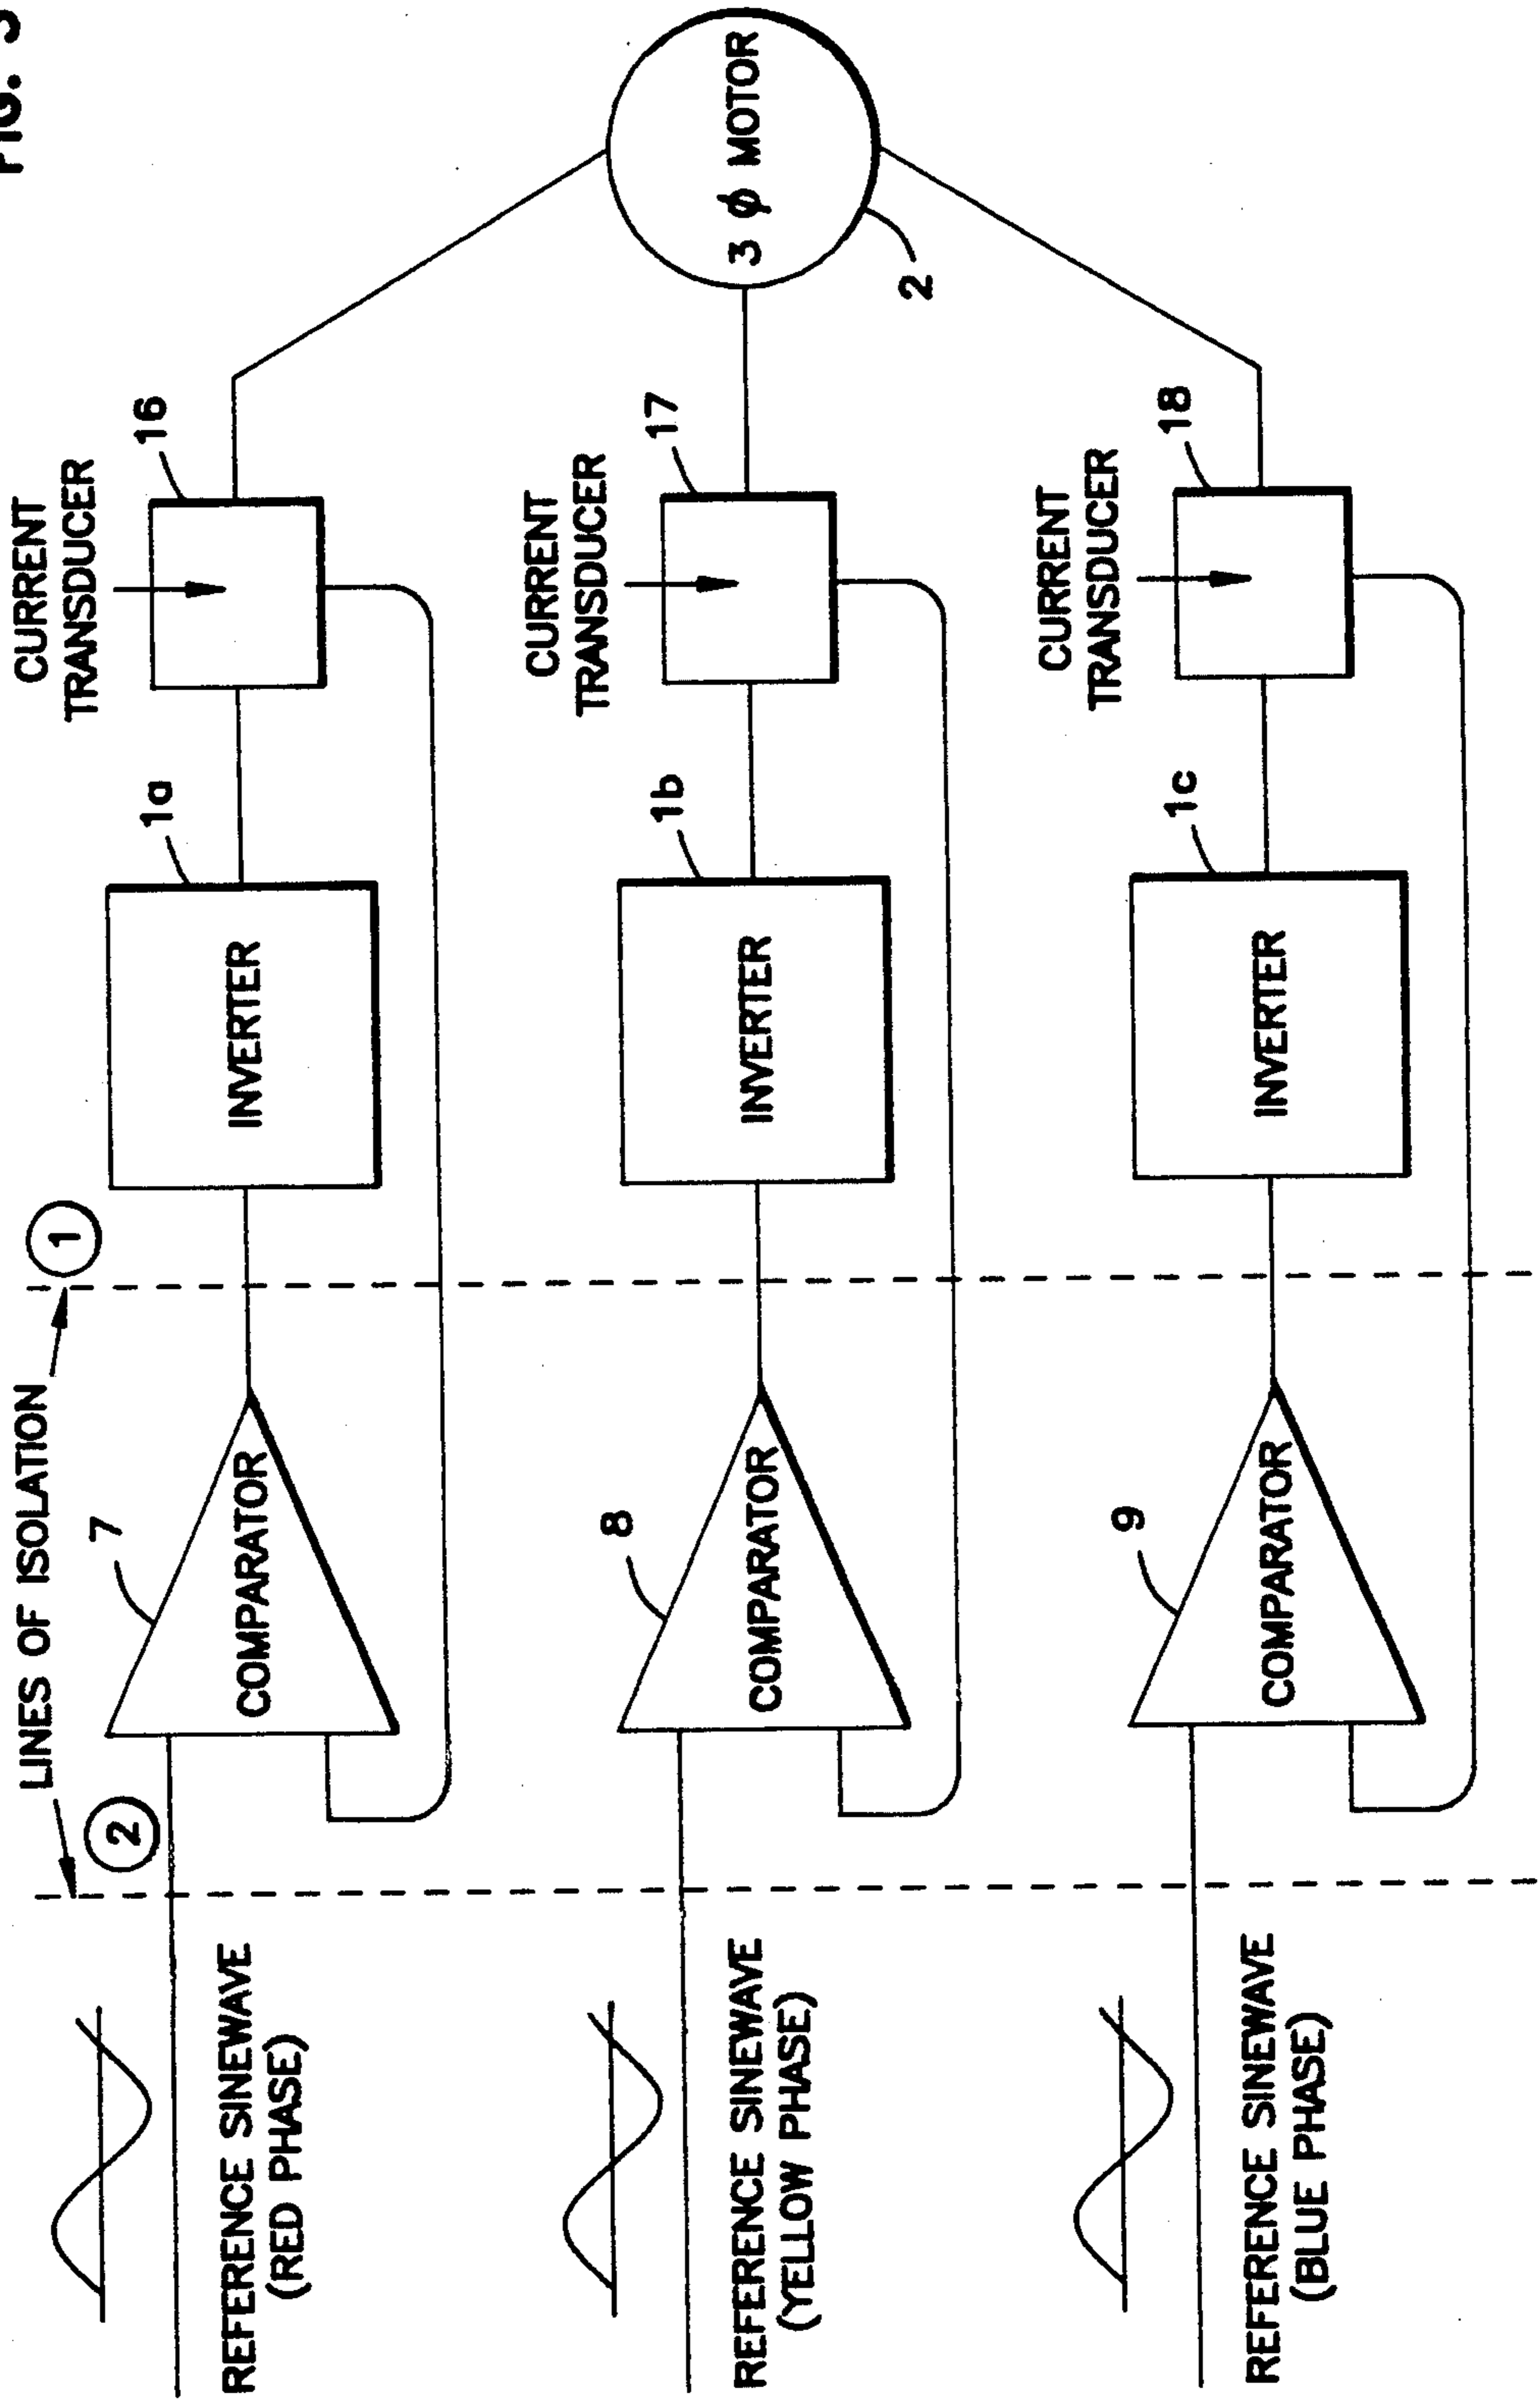 FIG. 3
LINES OF ISOLATION
1
2
CURRENT
TRANSDUCER
16
1a
INVERTER
7
COMPARATOR
REFERENCE SINEWAVE
(RED PHASE)
CURRENT
TRANSDUCER
17
1b
INVERTER
8
COMPARATOR
REFERENCE SINEWAVE
(YELLOW PHASE)
3 ϕ MOTOR
2
CURRENT
TRANSDUCER
18
1c
INVERTER
9
COMPARATOR
REFERENCE SINEWAVE
(BLUE PHASE)